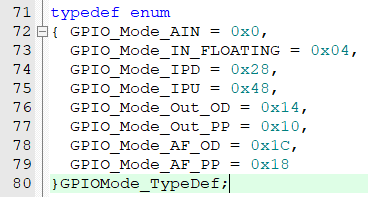 71 typedef enum
72 { GPIO_Mode_AIN = 0x0,
73 GPIO_Mode_IN_FLOATING = 0x04,
74 GPIO_Mode_IPD = 0x28,
75 GPIO_Mode_IPU = 0x48,
76 GPIO_Mode_Out_OD = 0x14,
77 GPIO_Mode_Out_PP = 0x10,
78 GPIO_Mode_AF_OD = 0x1C,
79 GPIO_Mode_AF_PP = 0x18
80 }GPIOMode_TypeDef;